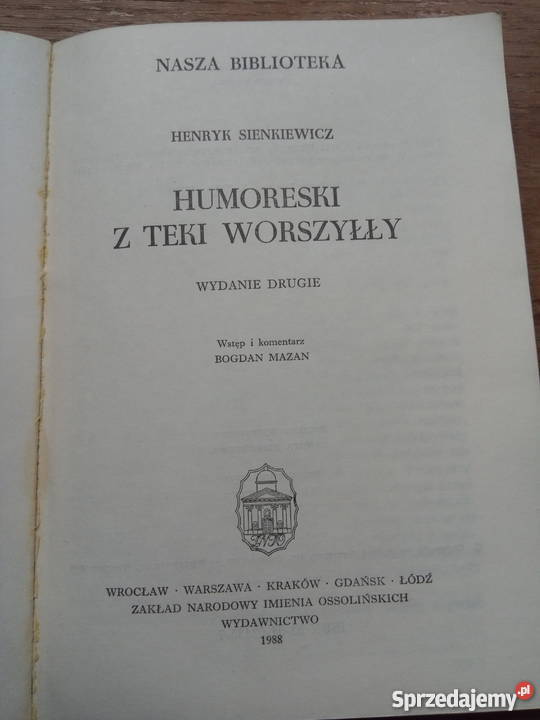 NASZA BIBLIOTEKA
HENRYK SIENKIEWICZ
HUMORESKI
Z TEKI WORSZYŁŁY
WYDANIE DRUGIE
Wstęp i komentarz
BOGDAN MAZAN
WROCŁAW · WARSZAWA · KRAKÓW · GDAŃSK · ŁÓDŹ
ZAKŁAD NARODOWY IMIENIA OSSOLIŃSKICH
WYDAWNICTWO
1988
Sprzedajemy.pl